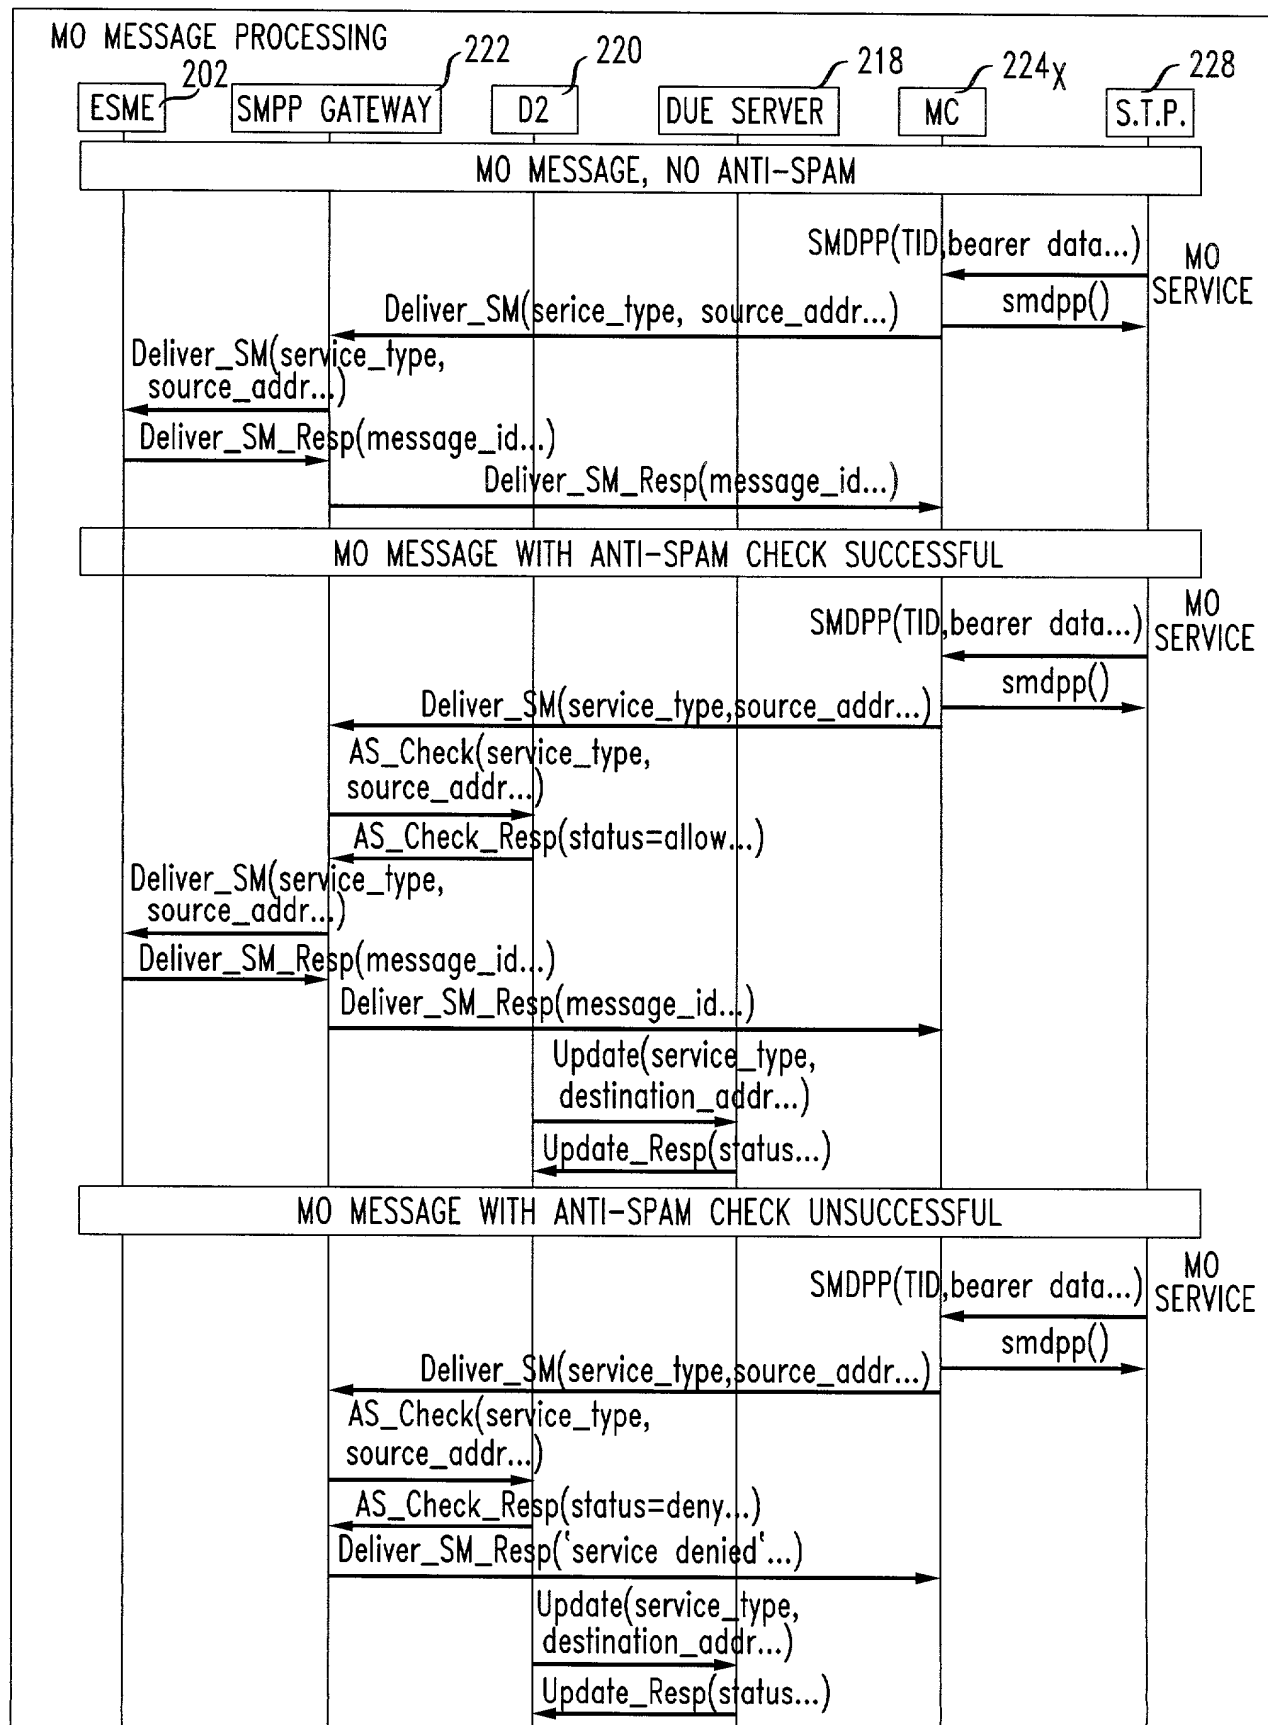 MO MESSAGE PROCESSING
202
222
220
218
224X
228
ESME
SMPP GATEWAY
D2
DUE SERVER
MC
S.T.P.
MO MESSAGE, NO ANTI-SPAM
SMDPP(TID,bearer data...)
MO
SERVICE
smdpp()
Deliver_SM(serice_type, source_addr...)
Deliver_SM(service_type,
source_addr...)
Deliver_SM_Resp(message_id...)
Deliver_SM_Resp(message_id...)
MO MESSAGE WITH ANTI-SPAM CHECK SUCCESSFUL
SMDPP(TID,bearer data...)
MO
SERVICE
smdpp()
Deliver_SM(service_type,source_addr...)
AS_Check(service_type,
source_addr...)
AS_Check_Resp(status=allow...)
Deliver_SM(service_type,
source_addr...)
Deliver_SM_Resp(message_id...)
Deliver_SM_Resp(message_id...)
Update(service_type,
destination_addr...)
Update_Resp(status...)
MO MESSAGE WITH ANTI-SPAM CHECK UNSUCCESSFUL
SMDPP(TID,bearer data...)
MO
SERVICE
smdpp()
Deliver_SM(service_type,source_addr...)
AS_Check(service_type,
source_addr...)
AS_Check_Resp(status=deny...)
Deliver_SM_Resp('service denied'...)
Update(service_type,
destination_addr...)
Update_Resp(status...)